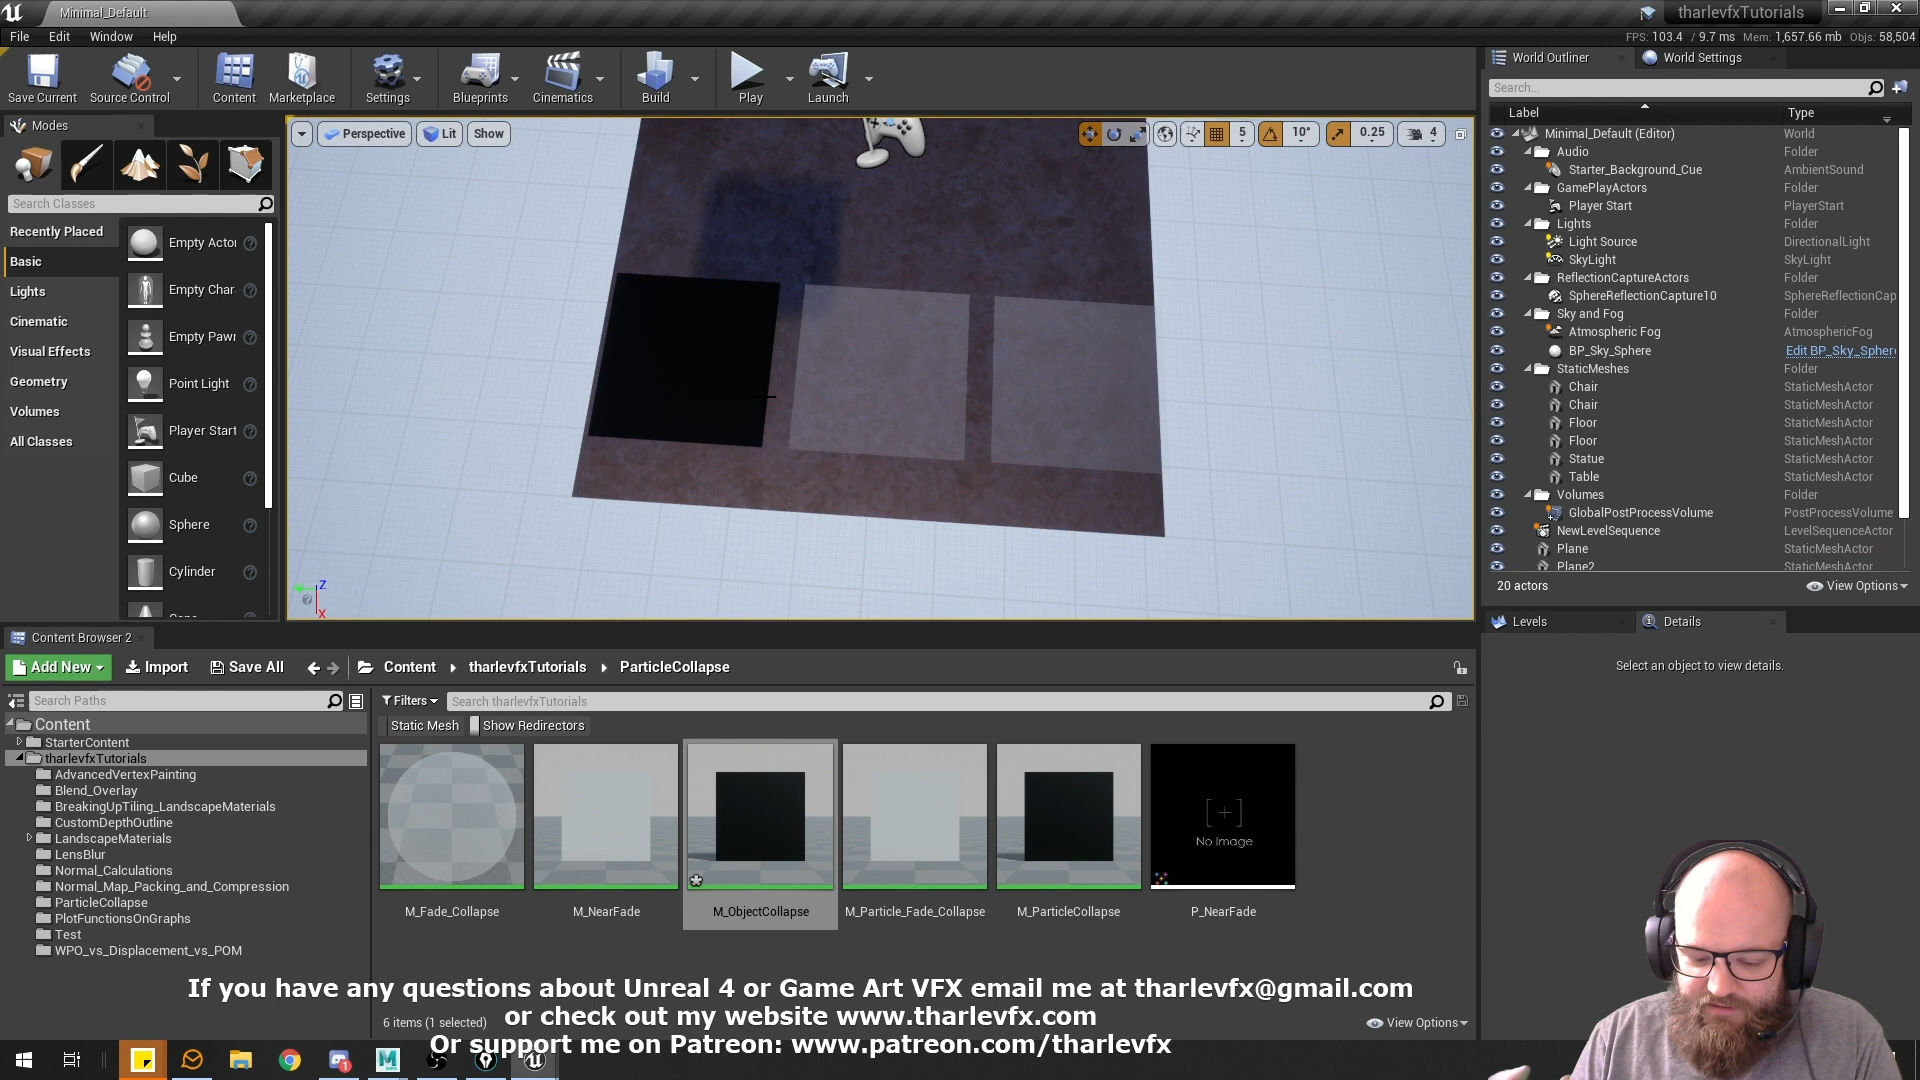 Minimal_Default
tharlevfxTutorials
File Edit Window Help
FPS: 103.4 / 9.7 ms Mem: 1,657.66 mb Objs: 58,504
Save Current Source Control Content Marketplace Settings Blueprints Cinematics Build Play Launch
World Outliner World Settings
Search...
Label Type
Minimal_Default (Editor) World
Audio Folder
Starter_Background_Cue AmbientSound
GamePlayActors Folder
Player Start PlayerStart
Lights Folder
Light Source DirectionalLight
SkyLight SkyLight
ReflectionCaptureActors Folder
SphereReflectionCapture10 SphereReflectionCap
Sky and Fog Folder
Atmospheric Fog AtmosphericFog
BP_Sky_Sphere Edit BP_Sky_Spher
StaticMeshes Folder
Chair StaticMeshActor
Chair StaticMeshActor
Floor StaticMeshActor
Floor StaticMeshActor
Statue StaticMeshActor
Table StaticMeshActor
Volumes Folder
GlobalPostProcessVolume PostProcessVolume
NewLevelSequence LevelSequenceActor
Plane StaticMeshActor
Plane2 StaticMeshActor
20 actors View Options
Levels Details
Select an object to view details.
Modes
Search Classes
Recently Placed
Basic
Lights
Cinematic
Visual Effects
Geometry
Volumes
All Classes
Empty Actor
Empty Char
Empty Pawn
Point Light
Player Start
Cube
Sphere
Cylinder
Perspective Lit Show
5 10° 0.25 4
Z
X
Content Browser 2
Add New Import Save All Content tharlevfxTutorials ParticleCollapse
Search Paths
Filters Search tharlevfxTutorials
Static Mesh Show Redirectors
Content
StarterContent
tharlevfxTutorials
AdvancedVertexPainting
Blend_Overlay
BreakingUpTiling_LandscapeMaterials
CustomDepthOutline
LandscapeMaterials
LensBlur
Normal_Calculations
Normal_Map_Packing_and_Compression
ParticleCollapse
PlotFunctionsOnGraphs
Test
WPO_vs_Displacement_vs_POM
[+]
No Image
M_Fade_Collapse M_NearFade M_ObjectCollapse M_Particle_Fade_Collapse M_ParticleCollapse P_NearFade
6 items (1 selected) View Options
If you have any questions about Unreal 4 or Game Art VFX email me at tharlevfx@gmail.com
or check out my website www.tharlevfx.com
Or support me on Patreon: www.patreon.com/tharlevfx